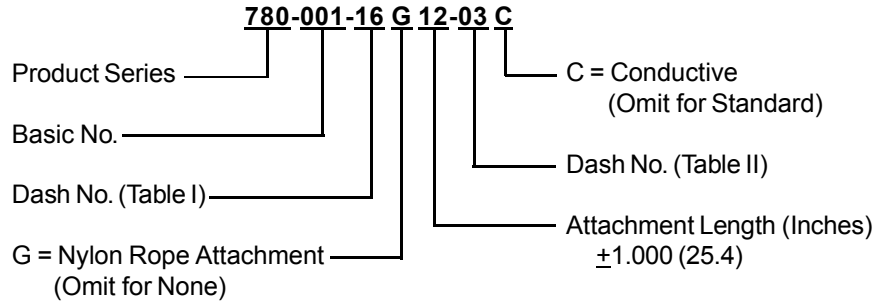 780-001-16 G 12-03 C
Product Series
Basic No.
Dash No. (Table I)
G = Nylon Rope Attachment
(Omit for None)
C = Conductive
(Omit for Standard)
Dash No. (Table II)
Attachment Length (Inches)
±1.000 (25.4)